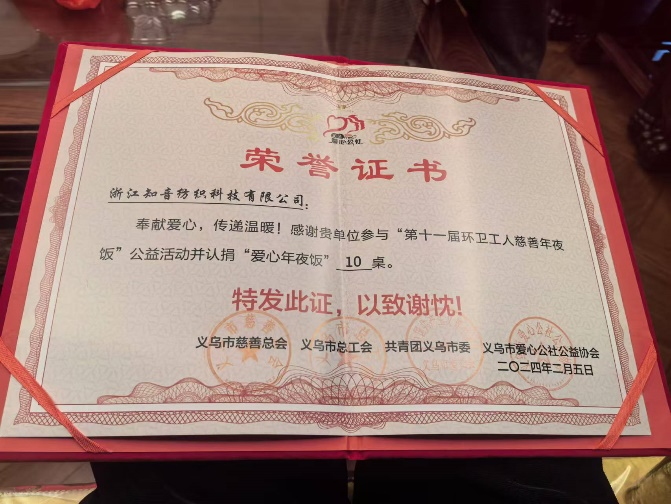 荣誉证书
浙江知音纺织科技有限公司:
奉献爱心，传递温暖！感谢贵单位参与“第十一届环卫工人慈善年夜
饭”公益活动并认捐“爱心年夜饭” 10 桌。
特发此证，以致谢忱!
义乌市慈善总会 义乌市总工会 共青团义乌市委 义乌市爱心公社公益协会
二〇二四年二月五日